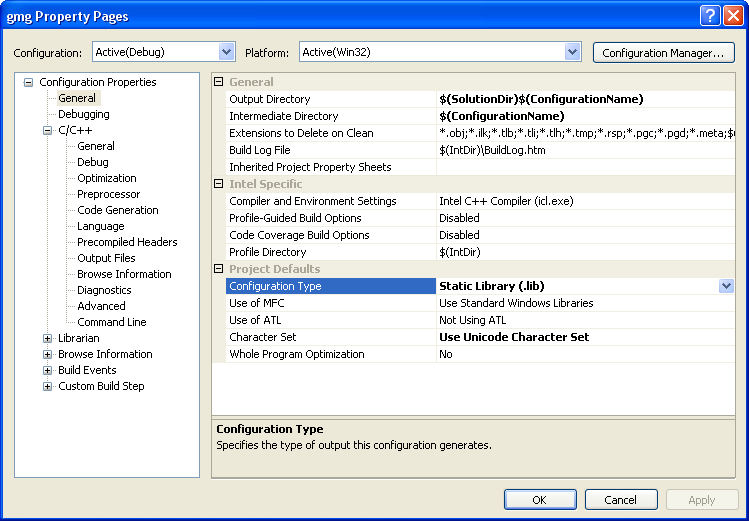 gmg Property Pages
Configuration: Active(Debug) Platform: Active(Win32) Configuration Manager...
Configuration Properties
General
Debugging
C/C++
General
Debug
Optimization
Preprocessor
Code Generation
Language
Precompiled Headers
Output Files
Browse Information
Diagnostics
Advanced
Command Line
Librarian
Browse Information
Build Events
Custom Build Step
General
Output Directory $(SolutionDir)$(ConfigurationName)
Intermediate Directory $(ConfigurationName)
Extensions to Delete on Clean *.obj;*.ilk;*.tlb;*.tli;*.tlh;*.tmp;*.rsp;*.pgc;*.pgd;*.meta;$(
Build Log File $(IntDir)\BuildLog.htm
Inherited Project Property Sheets
Intel Specific
Compiler and Environment Settings Intel C++ Compiler (icl.exe)
Profile-Guided Build Options Disabled
Code Coverage Build Options Disabled
Profile Directory $(IntDir)
Project Defaults
Configuration Type Static Library (.lib)
Use of MFC Use Standard Windows Libraries
Use of ATL Not Using ATL
Character Set Use Unicode Character Set
Whole Program Optimization No
Configuration Type
Specifies the type of output this configuration generates.
OK Cancel Apply